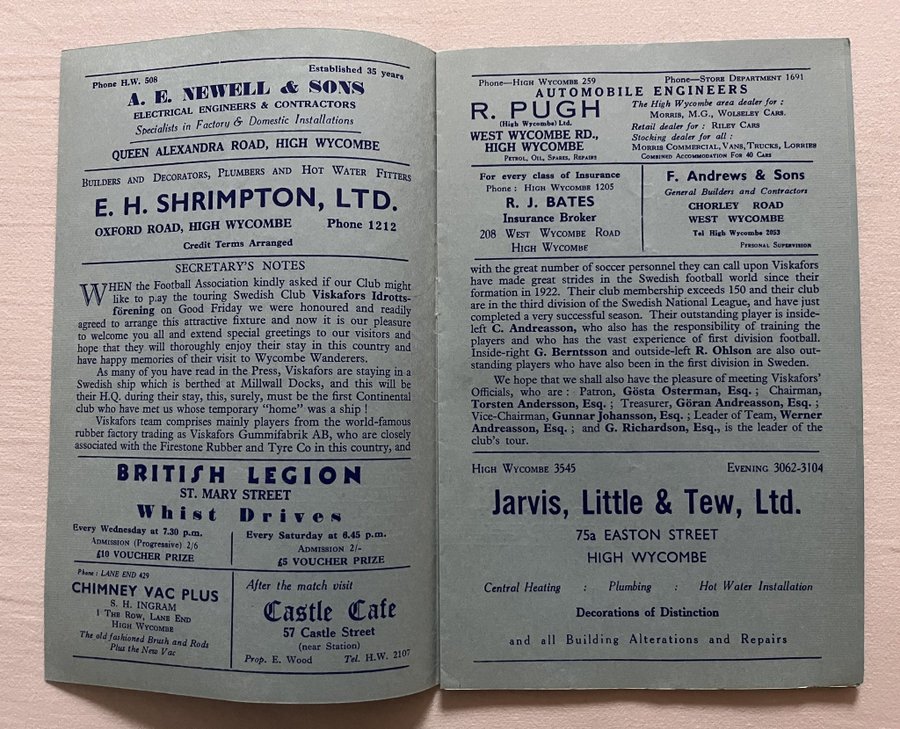 Phone H.W. 508
Established 35 years
A. E. NEWELL & SONS
ELECTRICAL ENGINEERS & CONTRACTORS
Specialists in Factory & Domestic Installations
QUEEN ALEXANDRA ROAD, HIGH WYCOMBE
BUILDERS AND DECORATORS, PLUMBERS AND HOT WATER FITTERS
E. H. SHRIMPTON, LTD.
OXFORD ROAD, HIGH WYCOMBE Phone 1212
Credit Terms Arranged
SECRETARY'S NOTES
WHEN the Football Association kindly asked if our Club might
like to play the touring Swedish Club Viskafors Idrotts-
förening on Good Friday we were honoured and readily
agreed to arrange this attractive fixture and now it is our pleasure
to welcome you all and extend special greetings to our visitors and
hope that they will thoroughly enjoy their stay in this country and
have happy memories of their visit to Wycombe Wanderers.
As many of you have read in the Press, Viskafors are staying in a
Swedish ship which is berthed at Millwall Docks, and this will be
their H.Q. during their stay, this, surely, must be the first Continental
club who have met us whose temporary "home" was a ship !
Viskafors team comprises mainly players from the world-famous
rubber factory trading as Viskafors Gummifabrik AB, who are closely
associated with the Firestone Rubber and Tyre Co in this country, and
BRITISH LEGION
ST. MARY STREET
Whist Drives
Every Wednesday at 7.30 p.m.
ADMISSION (Progressive) 2/6
£10 VOUCHER PRIZE
Every Saturday at 6.45 p.m.
ADMISSION 2/-
£5 VOUCHER PRIZE
Phone : LANE END 429
CHIMNEY VAC PLUS
S. H. INGRAM
1 THE ROW, LANE END
HIGH WYCOMBE
The old fashioned Brush and Rods
Plus the New Vac
After the match visit
Castle Cafe
57 Castle Street
(near Station)
Prop. E. Wood Tel. H.W. 2107
Phone—HIGH WYCOMBE 259 Phone—STORE DEPARTMENT 1691
AUTOMOBILE ENGINEERS
R. PUGH
(High Wycombe) Ltd.
WEST WYCOMBE RD.,
HIGH WYCOMBE
PETROL, OIL, SPARES, REPAIRS
The High Wycombe area dealer for :
MORRIS, M.G., WOLSELEY CARS.
Retail dealer for : RILEY CARS
Stocking dealer for all :
MORRIS COMMERCIAL, VANS, TRUCKS, LORRIES
COMBINED ACCOMMODATION FOR 40 CARS
For every class of Insurance
Phone : HIGH WYCOMBE 1205
R. J. BATES
Insurance Broker
208 WEST WYCOMBE ROAD
HIGH WYCOMBE
F. Andrews & Sons
General Builders and Contractors
CHORLEY ROAD
WEST WYCOMBE
Tel High Wycombe 2053
PERSONAL SUPERVISION
with the great number of soccer personnel they can call upon Viskafors
have made great strides in the Swedish football world since their
formation in 1922. Their club membership exceeds 150 and their club
are in the third division of the Swedish National League, and have just
completed a very successful season. Their outstanding player is inside-
left C. Andreasson, who also has the responsibility of training the
players and who has the vast experience of first division football.
Inside-right G. Berntsson and outside-left R. Ohlson are also out-
standing players who have also been in the first division in Sweden.
We hope that we shall also have the pleasure of meeting Viskafors'
Officials, who are : Patron, Gösta Osterman, Esq. ; Chairman,
Torsten Andersson, Esq. ; Treasurer, Göran Andreasson, Esq. ;
Vice-Chairman, Gunnar Johansson, Esq. ; Leader of Team, Werner
Andreasson, Esq. ; and G. Richardson, Esq., is the leader of the
club's tour.
HIGH WYCOMBE 3545 EVENING 3062-3104
Jarvis, Little & Tew, Ltd.
75a EASTON STREET
HIGH WYCOMBE
Central Heating : Plumbing : Hot Water Installation
Decorations of Distinction
and all Building Alterations and Repairs